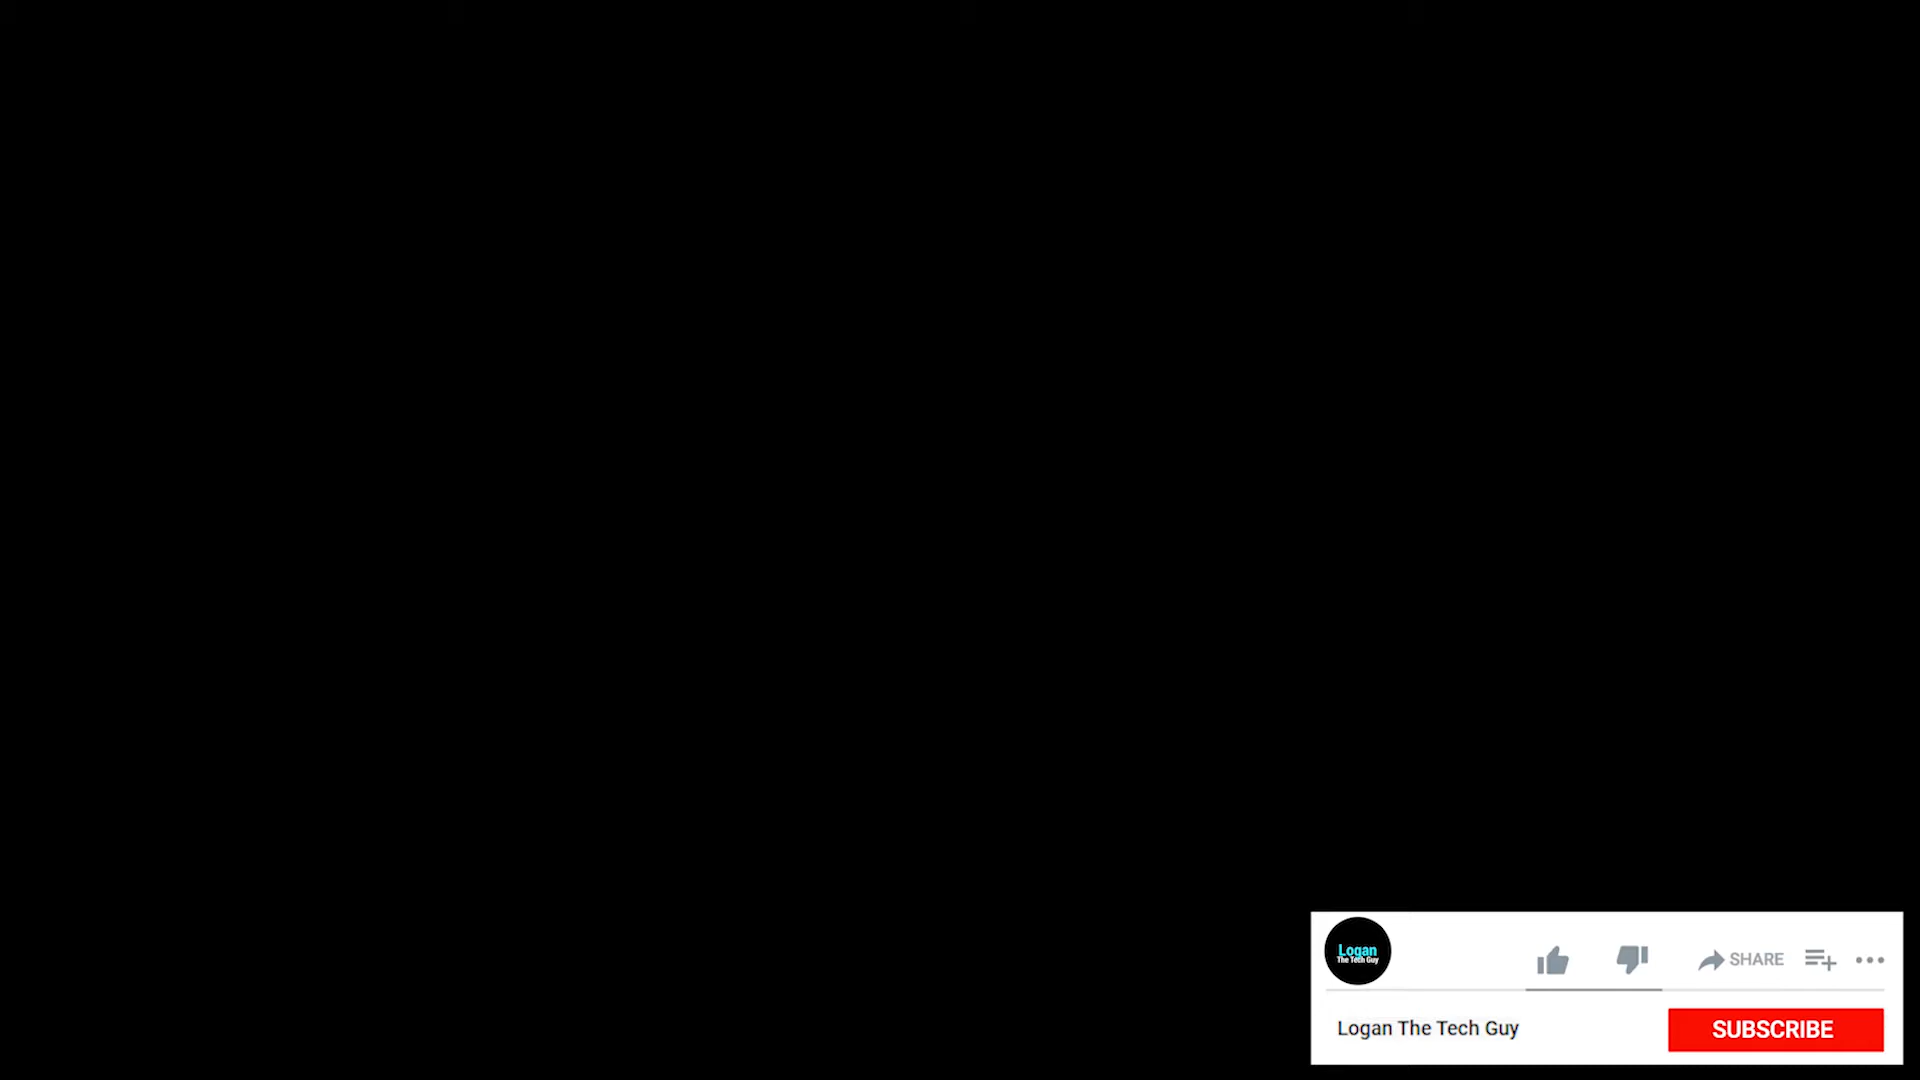 Logan
The Tech Guy
SHARE
Logan The Tech Guy
SUBSCRIBE